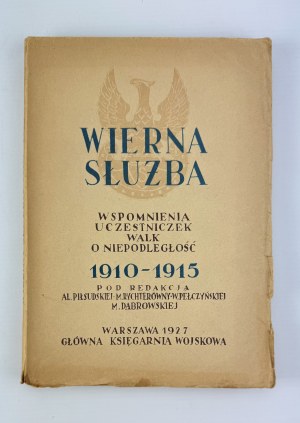 WIERNA
SŁUŻBA
WSPOMNIENIA
UCZESTNICZEK
WALK
O NIEPODLEGŁOŚĆ
1910-1915
POD REDAKCJĄ
AL. PIŁSUDSKIEJ-M. RYCHTERÓWNY-W. PEŁCZYŃSKIEJ
M. DĄBROWSKIEJ
WARSZAWA 1927
GŁÓWNA KSIĘGARNIA WOJSKOWA